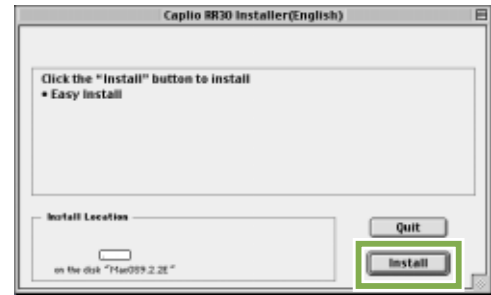 Caplio RR30 Installer(English)
Click the "Install" button to install
• Easy Install
Install Location
on the disk "MacOS9.2.2E"
Quit
Install